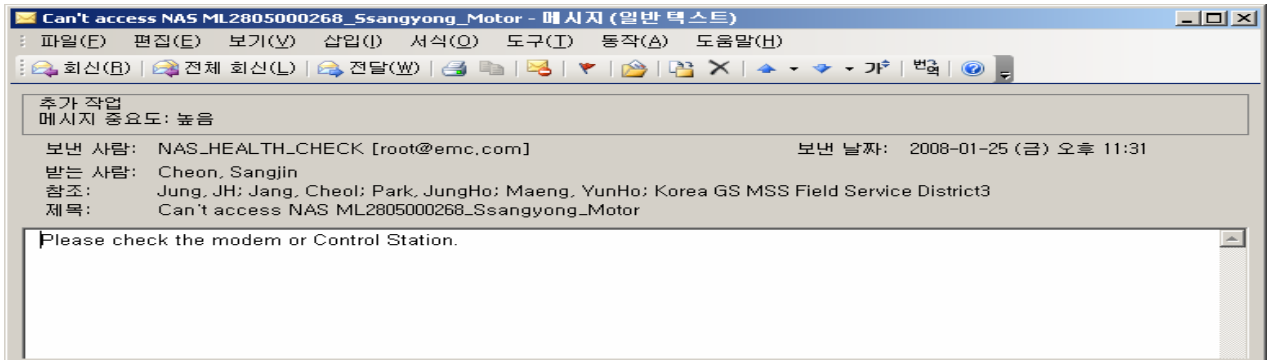 Can't access NAS ML2805000268_Ssangyong_Motor - 메시지 (일반 텍스트)
파일(F) 편집(E) 보기(V) 삽입(I) 서식(O) 도구(T) 동작(A) 도움말(H)
회신(R) 전체 회신(L) 전달(W) 가 번역
추가 작업
메시지 중요도: 높음
보낸 사람: NAS_HEALTH_CHECK [root@emc.com] 보낸 날짜: 2008-01-25 (금) 오후 11:31
받는 사람: Cheon, Sangjin
참조: Jung, JH; Jang, Cheol; Park, JungHo; Maeng, YunHo; Korea GS MSS Field Service District3
제목: Can't access NAS ML2805000268_Ssangyong_Motor
Please check the modem or Control Station.